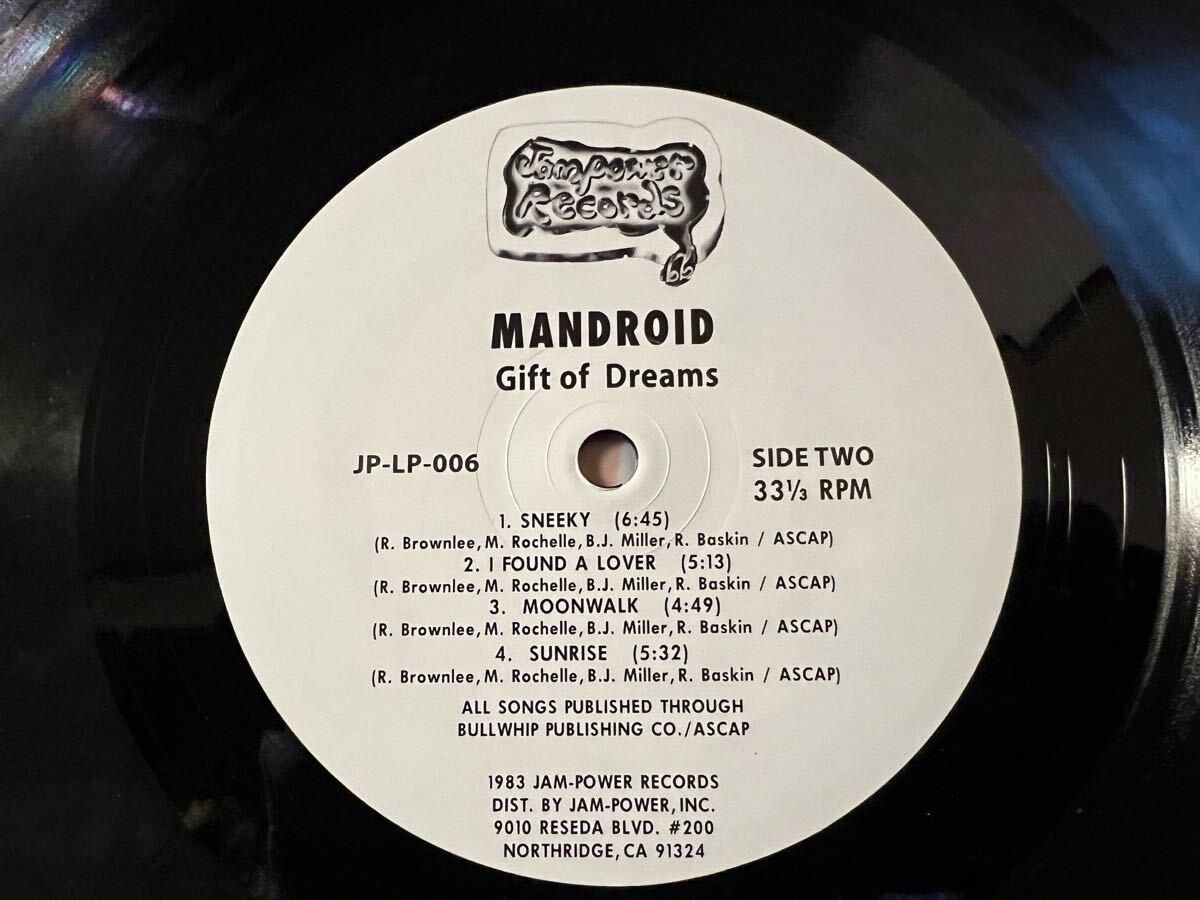 Jam power
Records
bb
MANDROID
Gift of Dreams
JP-LP-006
SIDE TWO
33⅓ RPM
1. SNEEKY (6:45)
(R. Brownlee, M. Rochelle, B.J. Miller, R. Baskin / ASCAP)
2. I FOUND A LOVER (5:13)
(R. Brownlee, M. Rochelle, B.J. Miller, R. Baskin / ASCAP)
3. MOONWALK (4:49)
(R. Brownlee, M. Rochelle, B.J. Miller, R. Baskin / ASCAP)
4. SUNRISE (5:32)
(R. Brownlee, M. Rochelle, B.J. Miller, R. Baskin / ASCAP)
ALL SONGS PUBLISHED THROUGH
BULLWHIP PUBLISHING CO./ASCAP
1983 JAM-POWER RECORDS
DIST. BY JAM-POWER, INC.
9010 RESEDA BLVD. #200
NORTHRIDGE, CA 91324